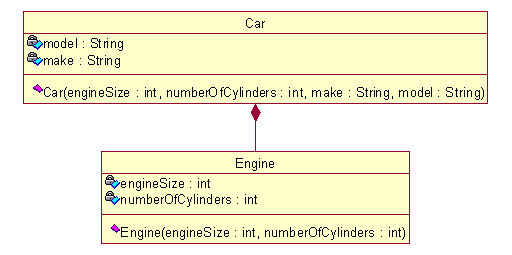 Car
model : String
make : String
Car(engineSize : int, numberOfCylinders : int, make : String, model : String)
Engine
engineSize : int
numberOfCylinders : int
Engine(engineSize : int, numberOfCylinders : int)